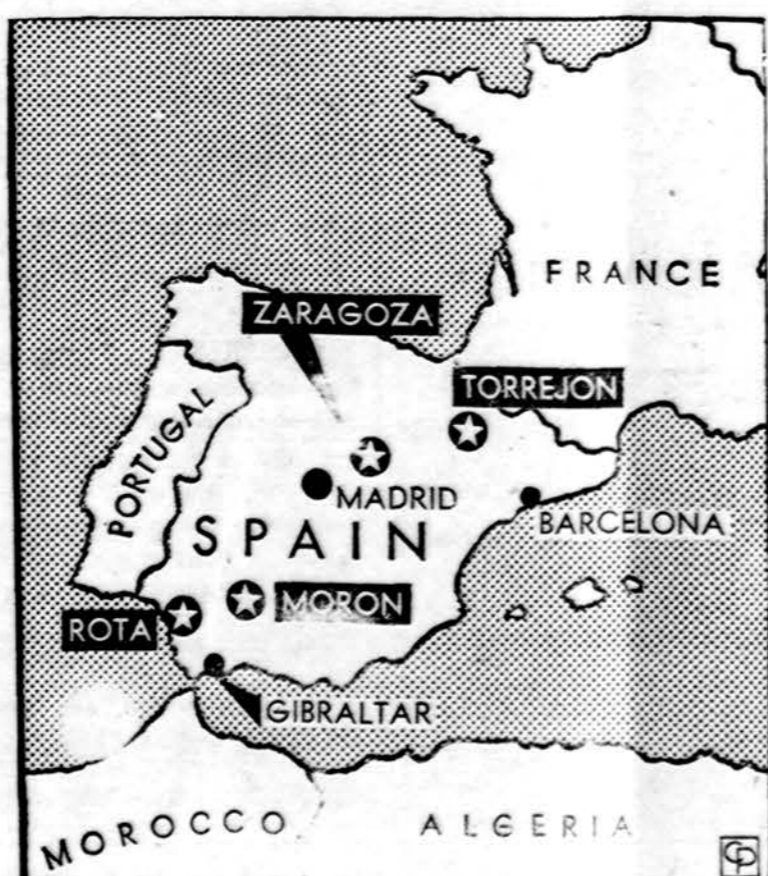 FRANCE
ZARAGOZA
TORREJON
PORTUGAL
MADRID
BARCELONA
SPAIN
MORON
ROTA
GIBRALTAR
MOROCCO
ALGERIA
CP